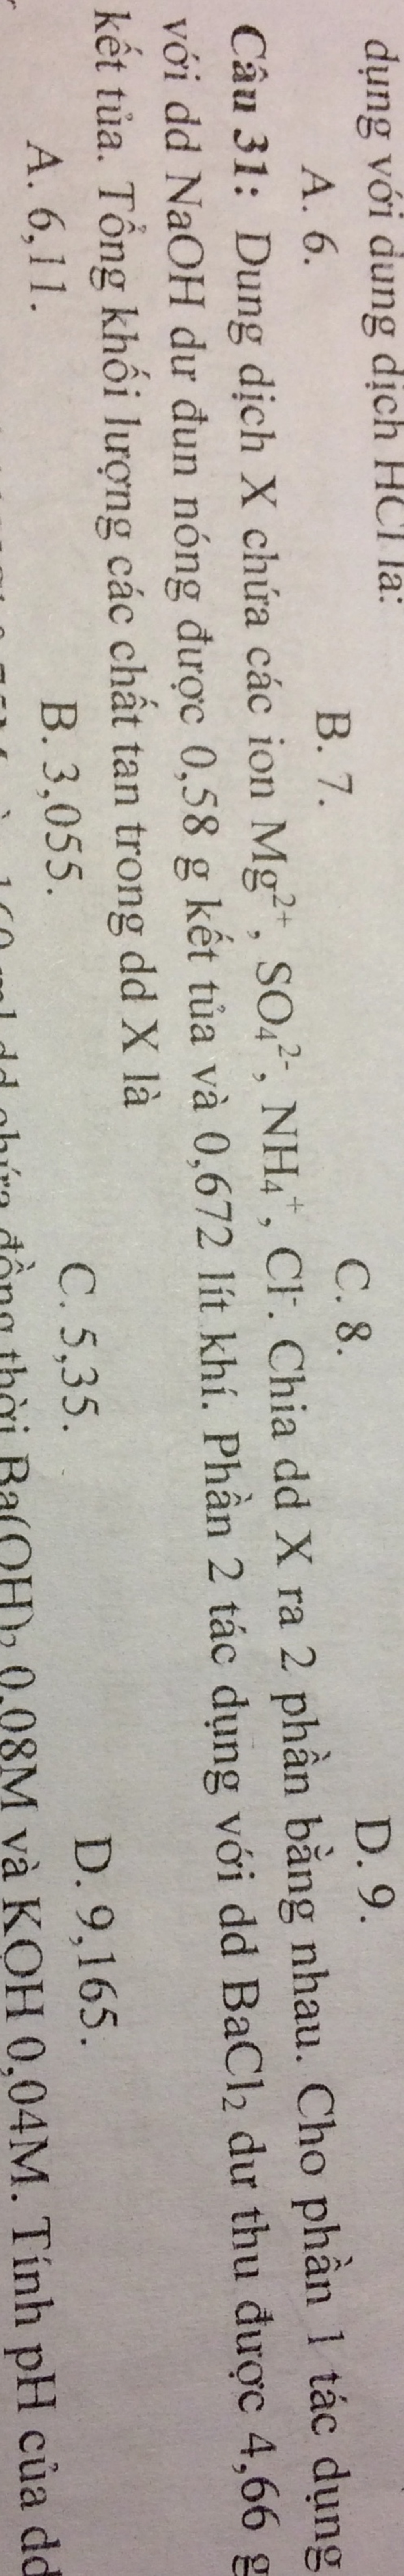 dụng với dung dịch HCl là:
A. 6. B. 7. C. 8. D. 9.
Câu 31: Dung dịch X chứa các ion Mg²⁺, SO₄²⁻, NH₄⁺, Cl⁻. Chia dd X ra 2 phần bằng nhau. Cho phần 1 tác dụng
với dd NaOH dư đun nóng được 0,58 g kết tủa và 0,672 lít khí. Phần 2 tác dụng với dd BaCl₂ dư thu được 4,66 g
kết tủa. Tổng khối lượng các chất tan trong dd X là
A. 6,11. B. 3,055. C. 5,35. D. 9,165.
chứa đồng thời Ba(OH)₂ 0,08M và KOH 0,04M. Tính pH của dd